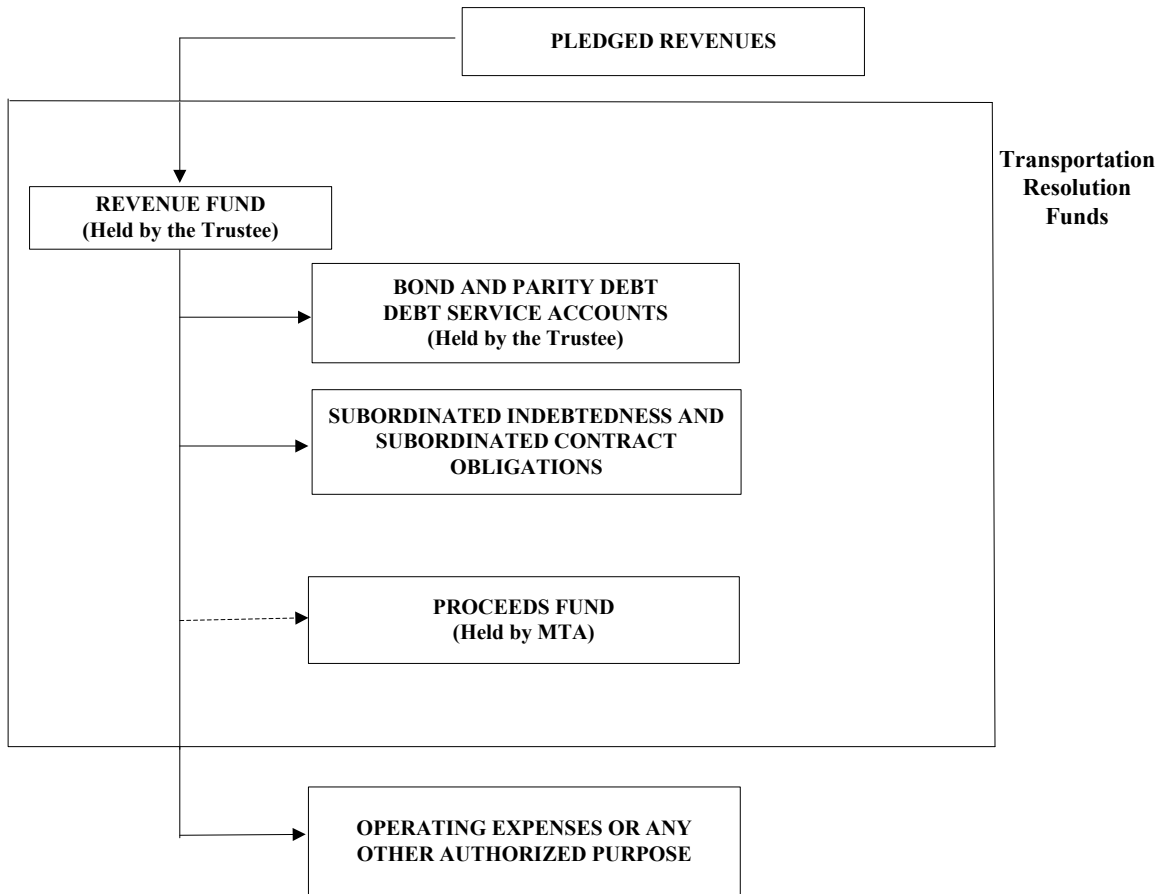 PLEDGED REVENUES
Transportation
Resolution
Funds
REVENUE FUND
(Held by the Trustee)
BOND AND PARITY DEBT
DEBT SERVICE ACCOUNTS
(Held by the Trustee)
SUBORDINATED INDEBTEDNESS AND
SUBORDINATED CONTRACT
OBLIGATIONS
PROCEEDS FUND
(Held by MTA)
OPERATING EXPENSES OR ANY
OTHER AUTHORIZED PURPOSE